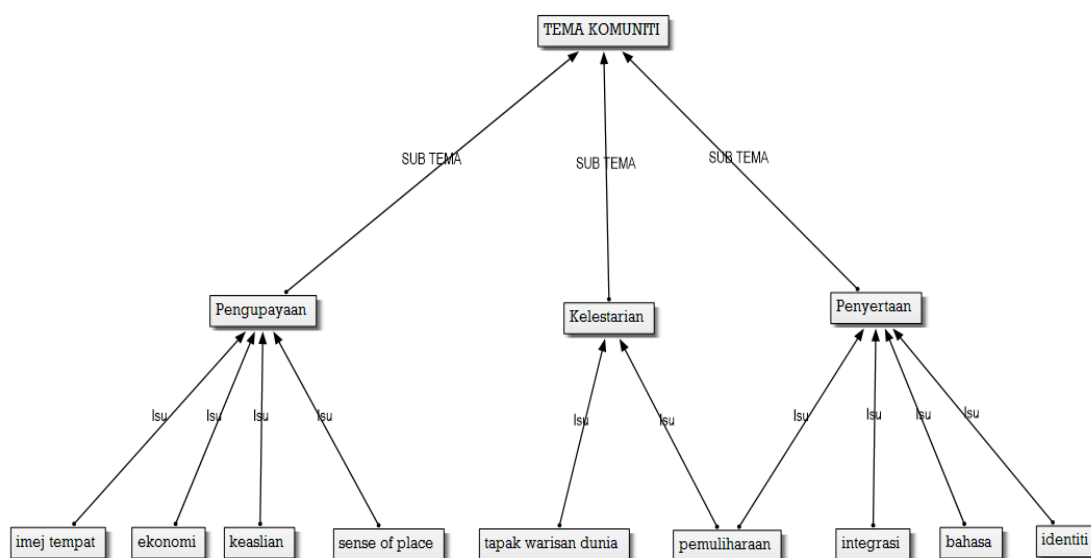 TEMA KOMUNITI
SUB TEMA
SUB TEMA
SUB TEMA
Pengupayaan
Kelestarian
Penyertaan
Isu
Isu
Isu
Isu
Isu
Isu
Isu
Isu
Isu
Isu
imej tempat
ekonomi
keaslian
sense of place
tapak warisan dunia
pemuliharaan
integrasi
bahasa
identiti